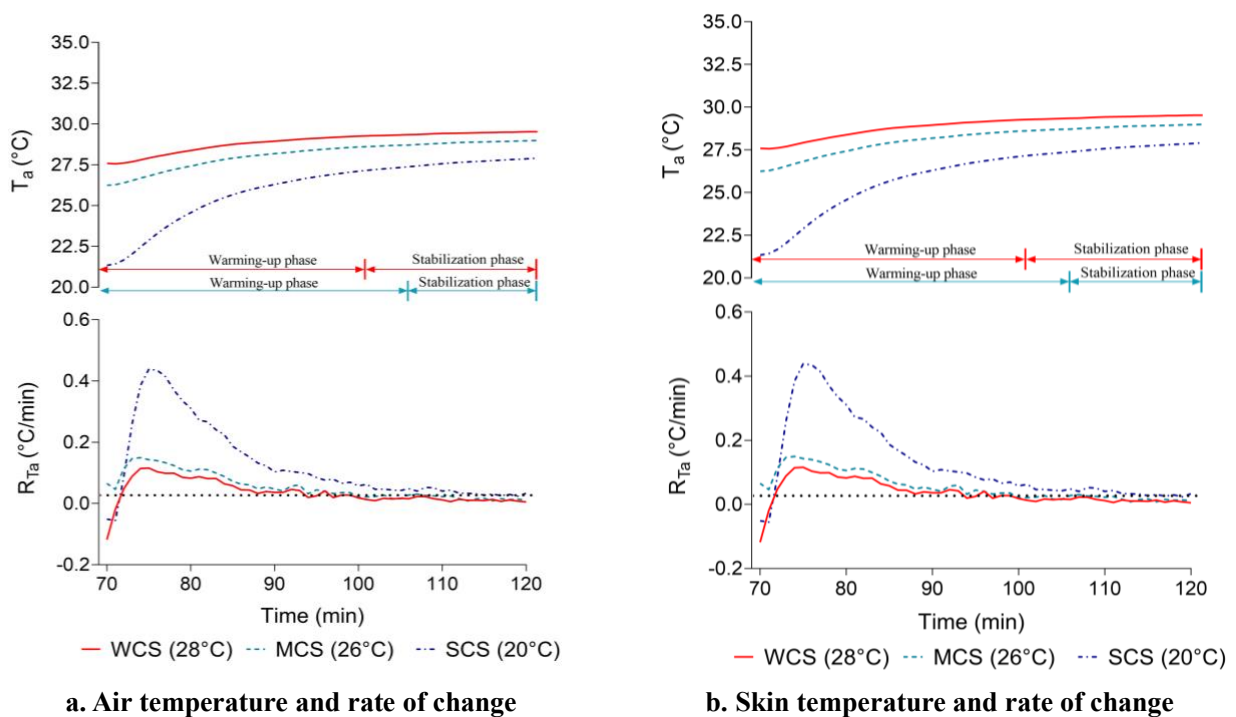 35.0
32.5
30.0
27.5
25.0
22.5
20.0
Ta (°C)
Warming-up phase
Stabilization phase
Warming-up phase
Stabilization phase
0.6
0.4
0.2
0.0
-0.2
RTa (°C/min)
70 80 90 100 110 120
Time (min)
WCS (28°C) MCS (26°C) SCS (20°C)
a. Air temperature and rate of change
35.0
32.5
30.0
27.5
25.0
22.5
20.0
Ta (°C)
Warming-up phase
Stabilization phase
Warming-up phase
Stabilization phase
0.6
0.4
0.2
0.0
-0.2
RTa (°C/min)
70 80 90 100 110 120
Time (min)
WCS (28°C) MCS (26°C) SCS (20°C)
b. Skin temperature and rate of change